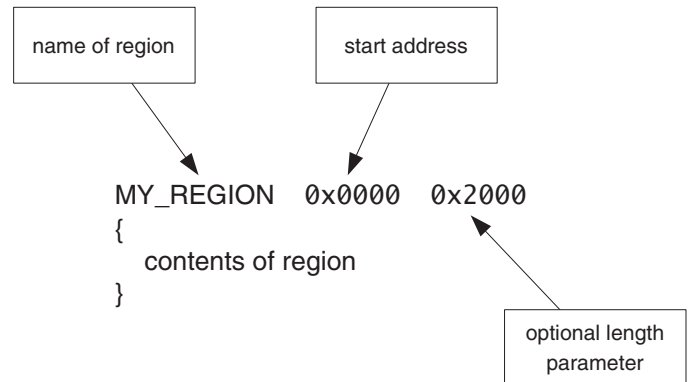 name of region
start address
MY_REGION 0x0000 0x2000
{
contents of region
}
optional length
parameter